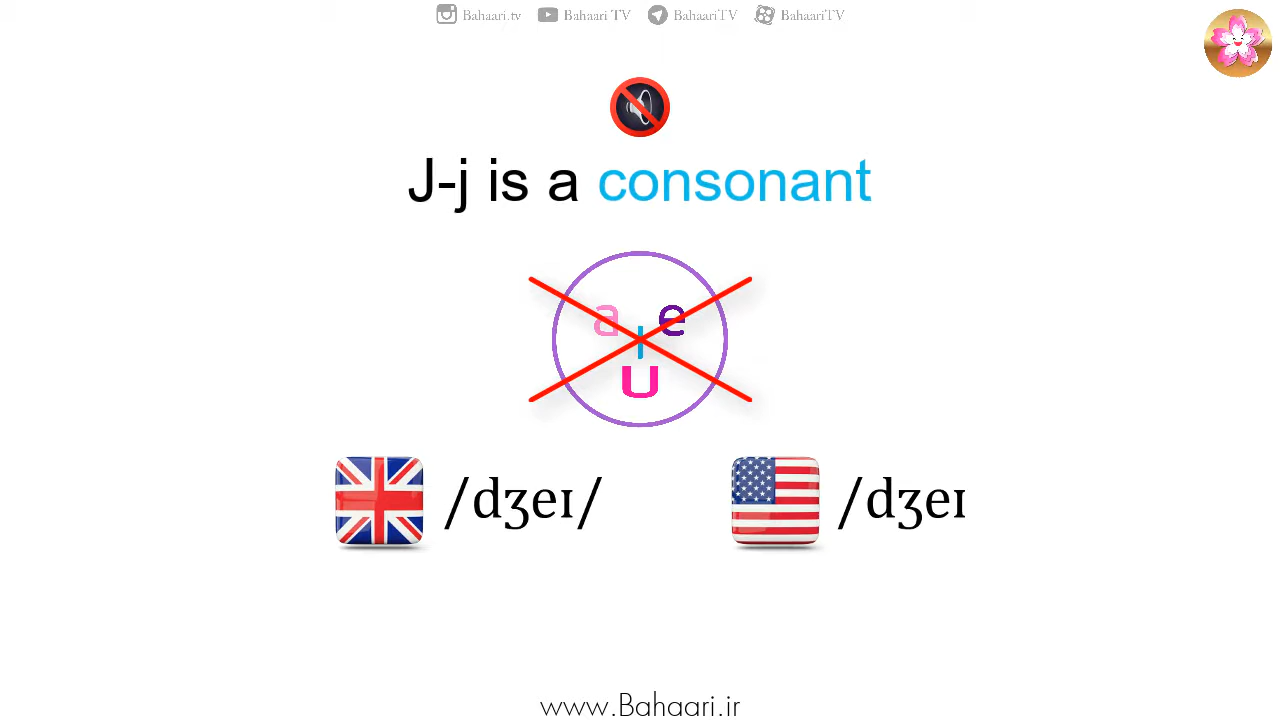 Bahaari.tv Bahaari TV BahaariTV BahaariTV
J-j is a consonant
a e
i
u
/dʒeɪ/ /dʒeɪ
www.Bahaari.ir